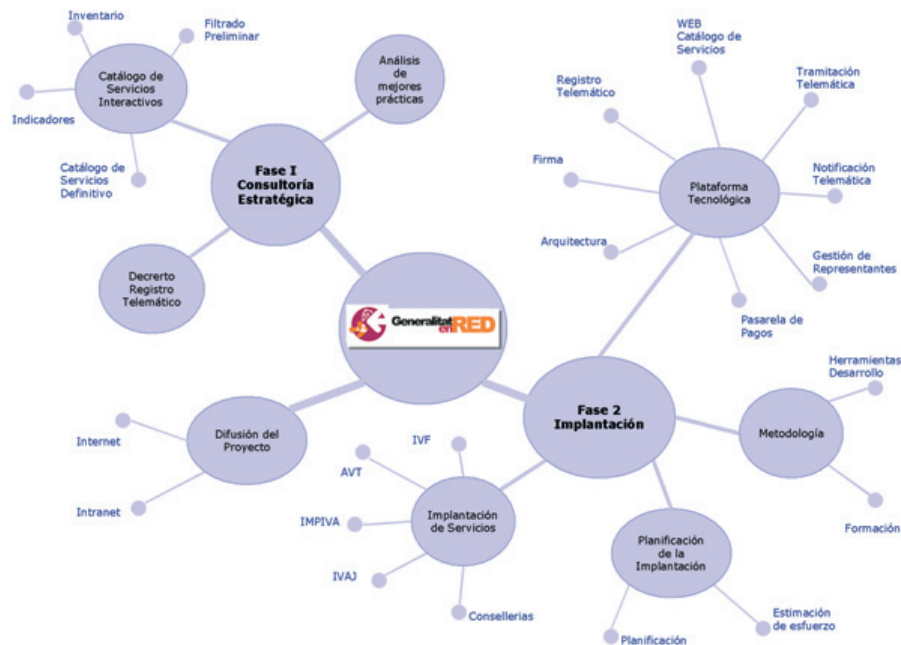 Inventario
Filtrado
Preliminar
Catálogo de
Servicios
Interactivos
Indicadores
Catálogo de
Servicios
Definitivo
Análisis
de
mejores
prácticas
Fase I
Consultoría
Estratégica
Decrerto
Registro
Telemático
WEB
Catálogo de
Servicios
Registro
Telemático
Tramitación
Telemática
Firma
Plataforma
Tecnológica
Notificación
Telemática
Arquitectura
Gestión de
Representantes
Pasarela de
Pagos
Generalitat
en RED
Difusión del
Proyecto
Internet
Intranet
Fase 2
Implantación
Herramientas
Desarrollo
Metodología
Formación
IVF
AVT
IMPIVA
Implantación
de Servicios
IVAJ
Consellerias
Planificación
de la
Implantación
Planificación
Estimación
de esfuerzo